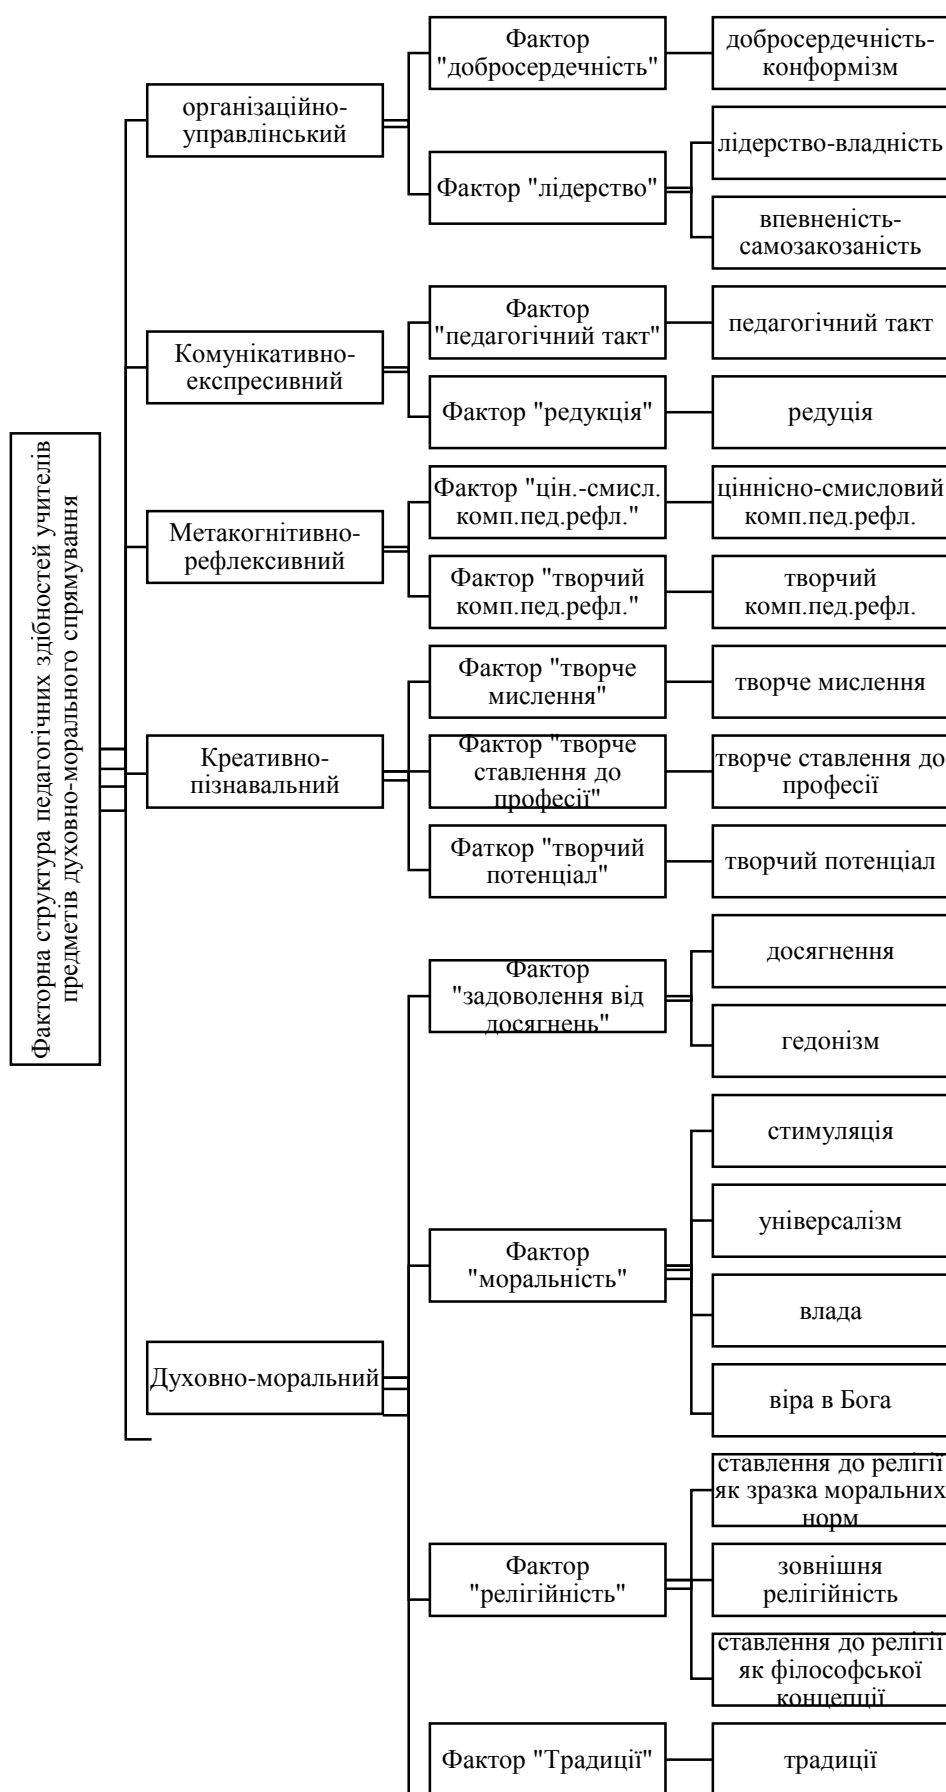 Факторна структура педагогічних здібностей учителів
предметів духовно-морального спрямування
організаційно-
управлінський
Фактор
"добросердечність"
добросердечність-
конформізм
Фактор "лідерство"
лідерство-владність
впевненість-
самозакозаність
Комунікативно-
експресивний
Фактор
"педагогічний такт"
педагогічний такт
Фактор "редукція"
редуція
Метакогнітивно-
рефлексивний
Фактор "цін.-смисл.
комп.пед.рефл."
ціннісно-смисловий
комп.пед.рефл.
Фактор "творчий
комп.пед.рефл."
творчий
комп.пед.рефл.
Креативно-
пізнавальний
Фактор "творче
мислення"
творче мислення
Фактор "творче
ставлення до
професії"
творче ставлення до
професії
Фаткор "творчий
потенціал"
творчий потенціал
Духовно-моральний
Фактор
"задоволення від
досягнень"
досягнення
гедонізм
Фактор
"моральність"
стимуляція
універсалізм
влада
віра в Бога
Фактор
"релігійність"
ставлення до релігії
як зразка моральних
норм
зовнішня
релігійність
ставлення до релігії
як філософської
концепції
Фактор "Традиції"
традиції